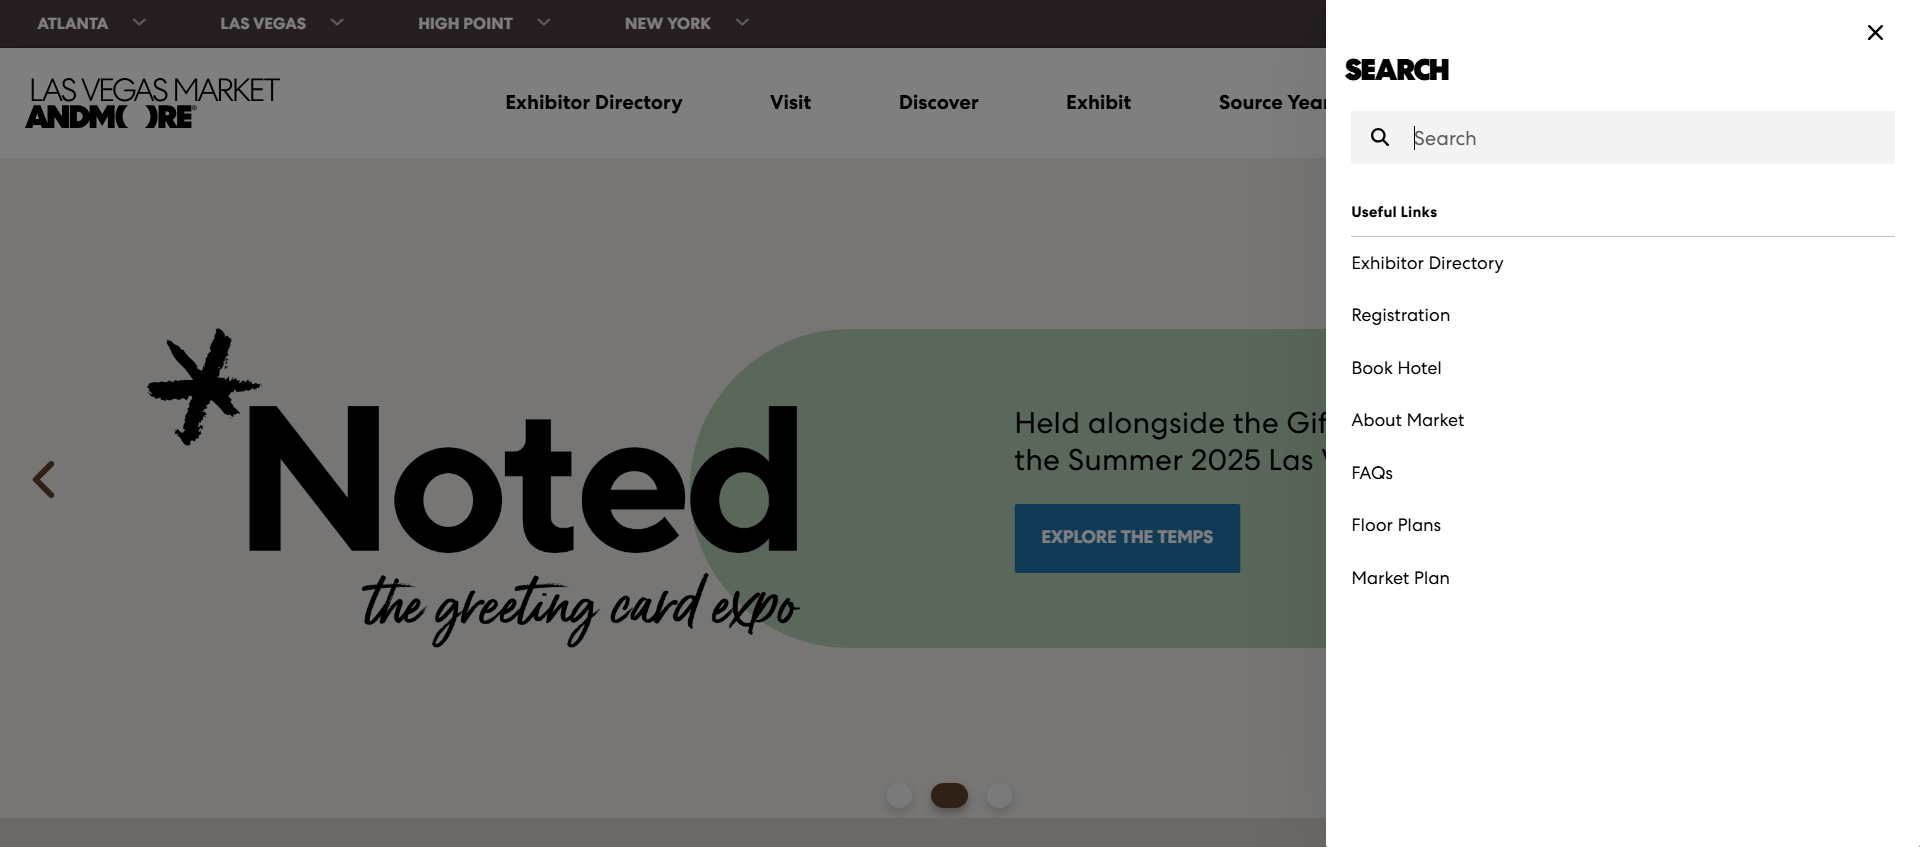 ATLANTA
LAS VEGAS
HIGH POINT
NEW YORK
LAS VEGAS MARKET
ANDMORE®
Exhibitor Directory
Visit
Discover
Exhibit
Source Year
*Noted
the greeting card expo
Held alongside the Gif
the Summer 2025 Las
EXPLORE THE TEMPS
SEARCH
Search
Useful Links
Exhibitor Directory
Registration
Book Hotel
About Market
FAQs
Floor Plans
Market Plan